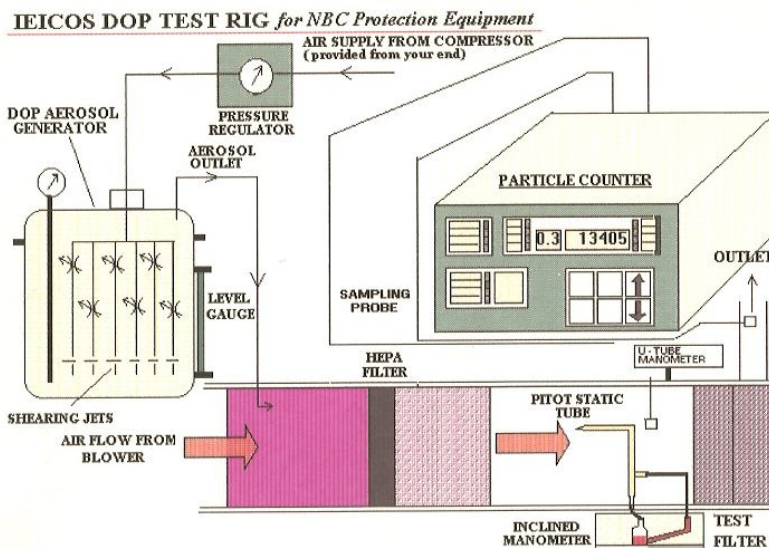 IEICOS DOP TEST RIG for NBC Protection Equipment
AIR SUPPLY FROM COMPRESSOR
( provided from your end)
DOP AEROSOL
GENERATOR
PRESSURE
REGULATOR
AEROSOL
OUTLET
PARTICLE COUNTER
0.3 13405
OUTLET
SAMPLING
PROBE
LEVEL
GAUGE
U-TUBE
MANOMETER
HEPA
FILTER
SHEARING JETS
PITOT STATIC
TUBE
AIR FLOW FROM
BLOWER
INCLINED
MANOMETER
TEST
FILTER